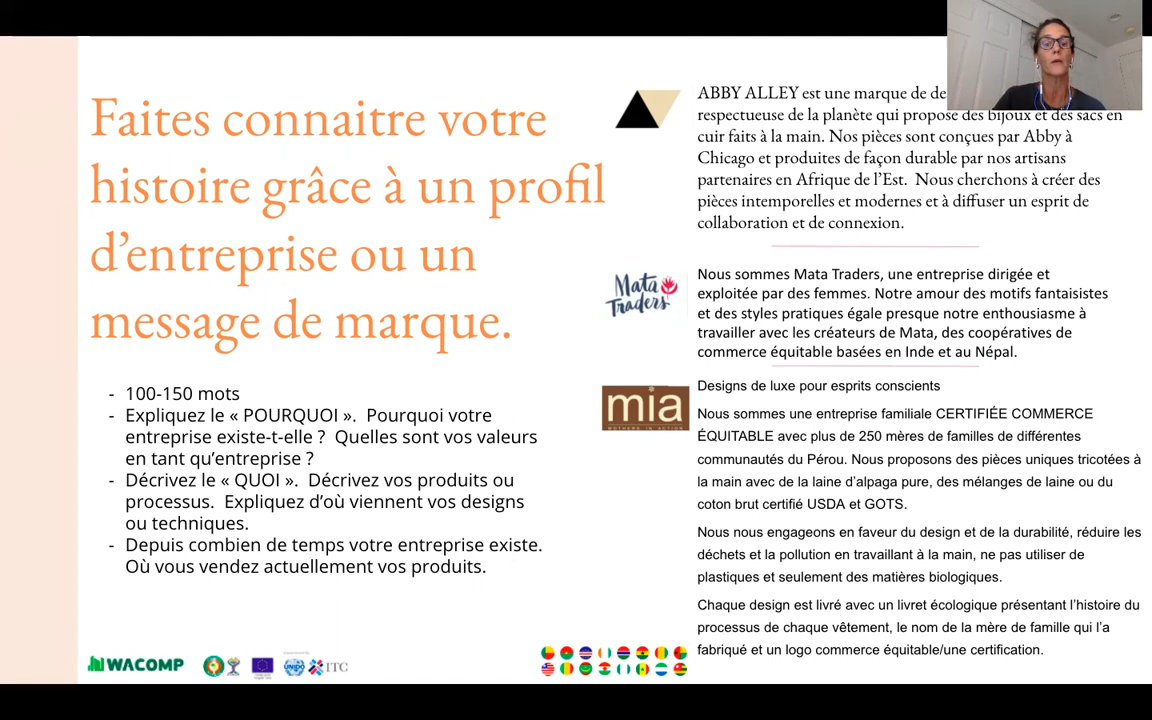 Faites connaitre votre
histoire grâce à un profil
d’entreprise ou un
message de marque.
- 100-150 mots
- Expliquez le « POURQUOI ». Pourquoi votre
entreprise existe-t-elle ? Quelles sont vos valeurs
en tant qu’entreprise ?
- Décrivez le « QUOI ». Décrivez vos produits ou
processus. Expliquez d’où viennent vos designs
ou techniques.
- Depuis combien de temps votre entreprise existe.
Où vous vendez actuellement vos produits.
ABBY ALLEY est une marque de de
respectueuse de la planète qui propose des bijoux et des sacs en
cuir faits à la main. Nos pièces sont conçues par Abby à
Chicago et produites de façon durable par nos artisans
partenaires en Afrique de l’Est. Nous cherchons à créer des
pièces intemporelles et modernes et à diffuser un esprit de
collaboration et de connexion.
Mata
Traders
Nous sommes Mata Traders, une entreprise dirigée et
exploitée par des femmes. Notre amour des motifs fantaisistes
et des styles pratiques égale presque notre enthousiasme à
travailler avec les créateurs de Mata, des coopératives de
commerce équitable basées en Inde et au Népal.
mia
MOTHERS IN ACTION
Designs de luxe pour esprits conscients
Nous sommes une entreprise familiale CERTIFIÉE COMMERCE
ÉQUITABLE avec plus de 250 mères de familles de différentes
communautés du Pérou. Nous proposons des pièces uniques tricotées à
la main avec de la laine d’alpaga pure, des mélanges de laine ou du
coton brut certifié USDA et GOTS.
Nous nous engageons en faveur du design et de la durabilité, réduire les
déchets et la pollution en travaillant à la main, ne pas utiliser de
plastiques et seulement des matières biologiques.
Chaque design est livré avec un livret écologique présentant l’histoire du
processus de chaque vêtement, le nom de la mère de famille qui l’a
fabriqué et un logo commerce équitable/une certification.
WACOMP
UNIDO
ITC